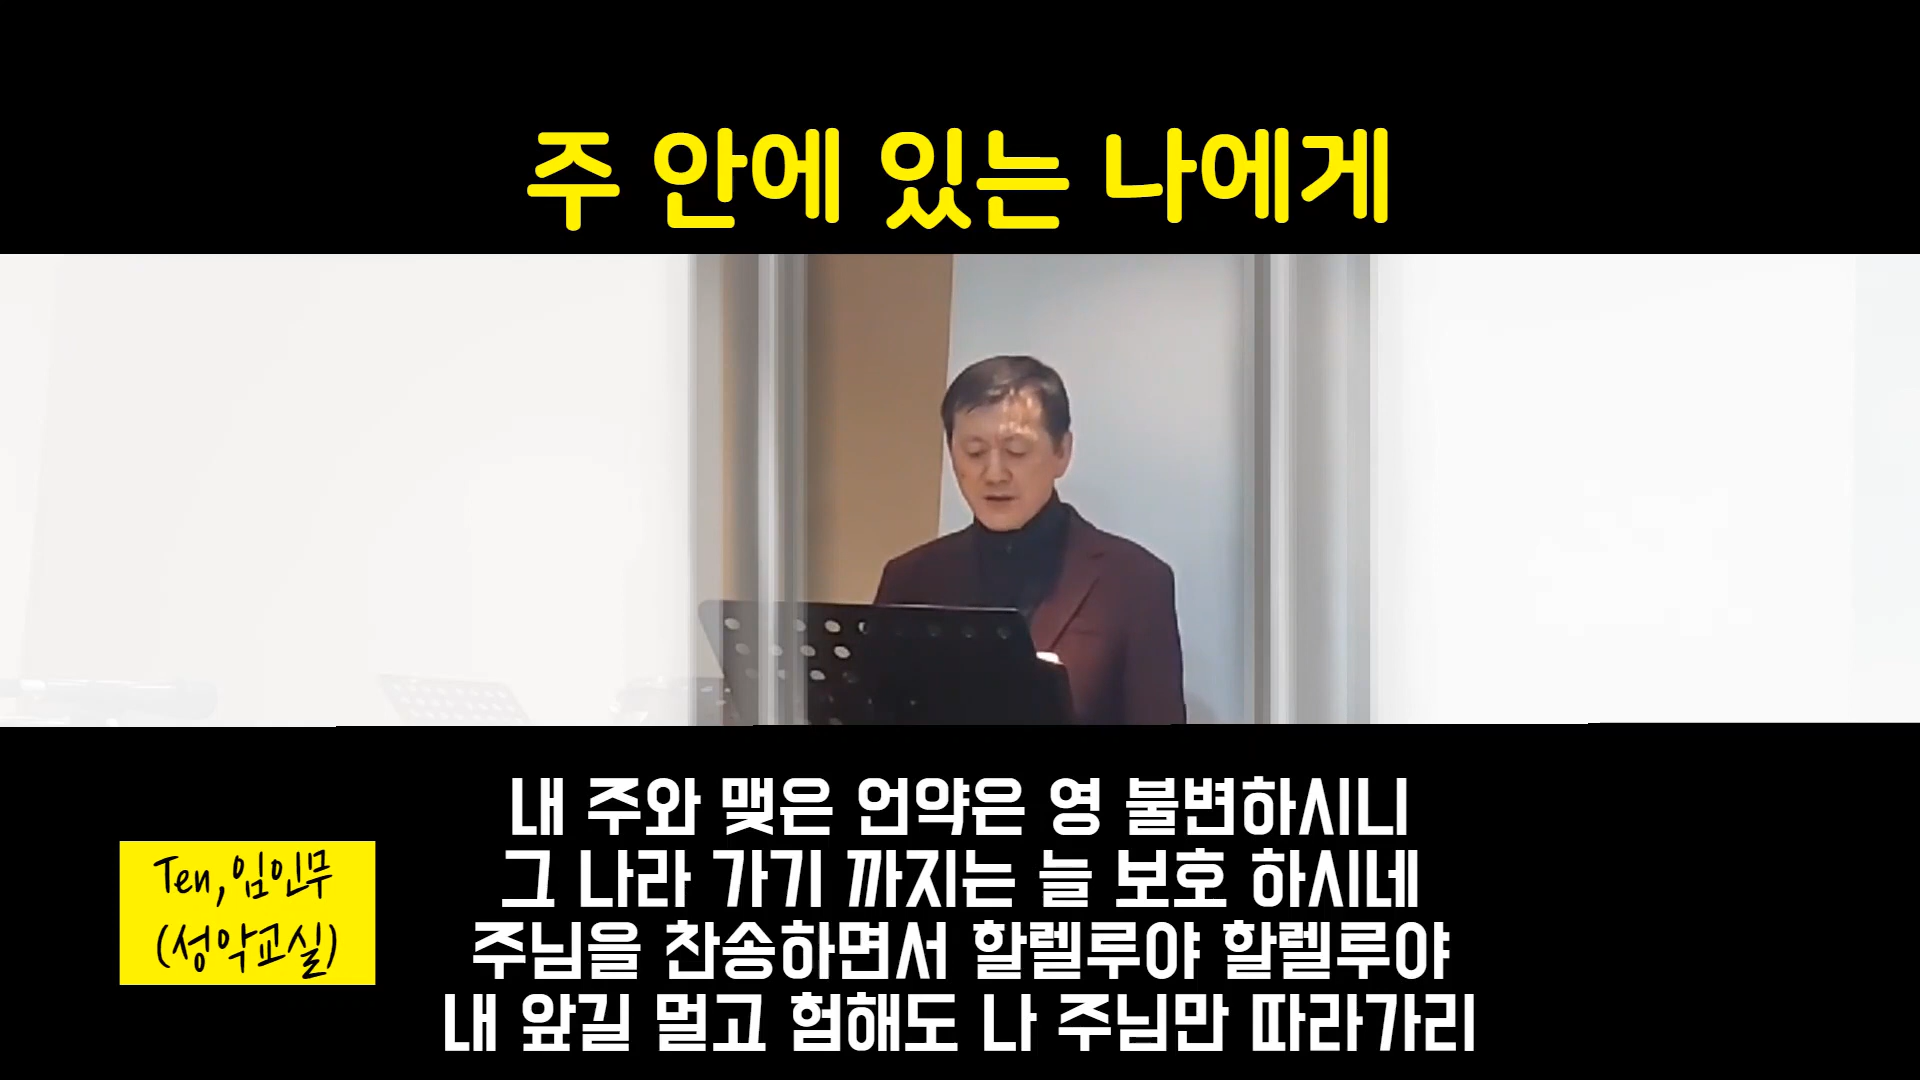 주 안에 있는 나에게
내 주와 맺은 언약은 영 불변하시니
그 나라 가기 까지는 늘 보호 하시네
주님을 찬송하면서 할렐루야 할렐루야
내 앞길 멀고 험해도 나 주님만 따라가리
Ten,임인무
(성악교실)